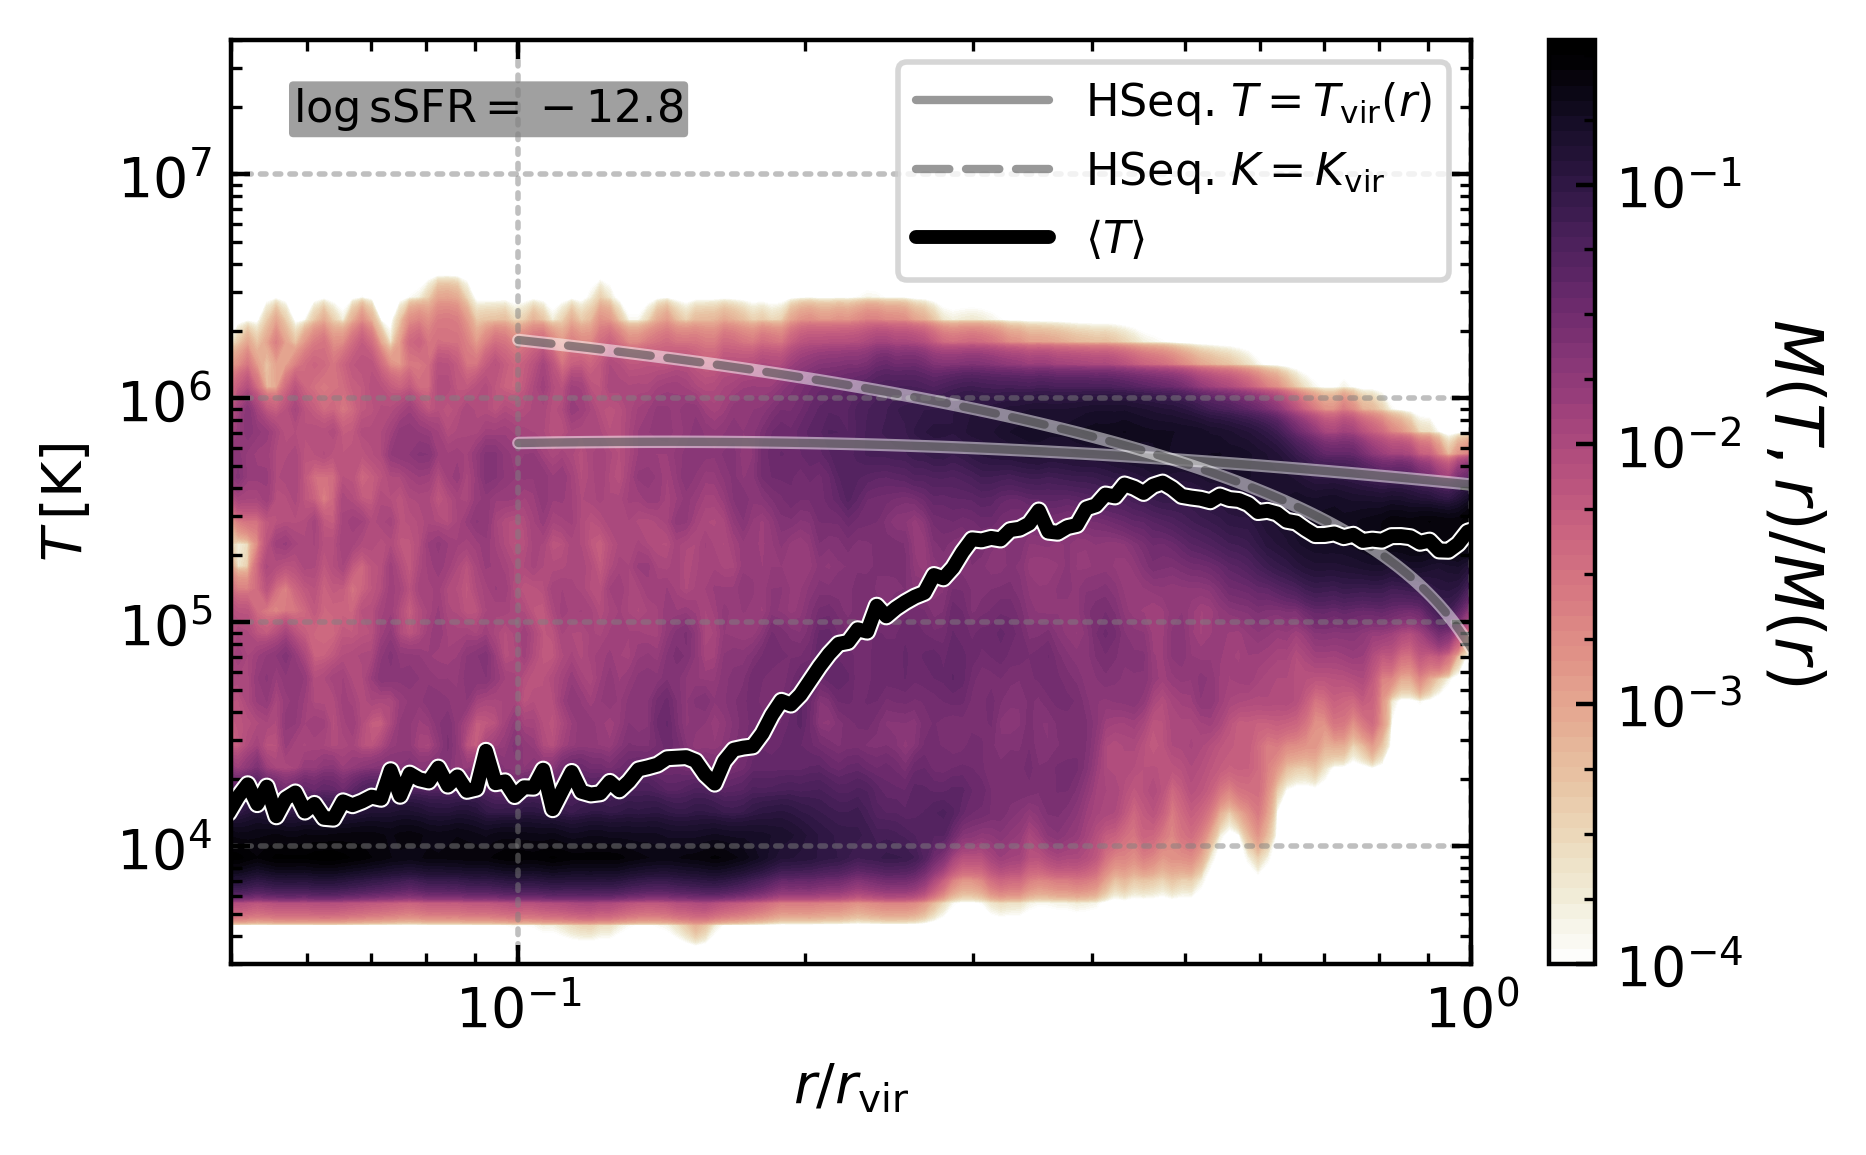 log sSFR = −12.8
HSeq. T = T_vir(r)
HSeq. K = K_vir
⟨T⟩
10^7
10^6
10^5
10^4
T [K]
10^−1
10^0
r/r_vir
10^−1
10^−2
10^−3
10^−4
M(T, r)/M(r)